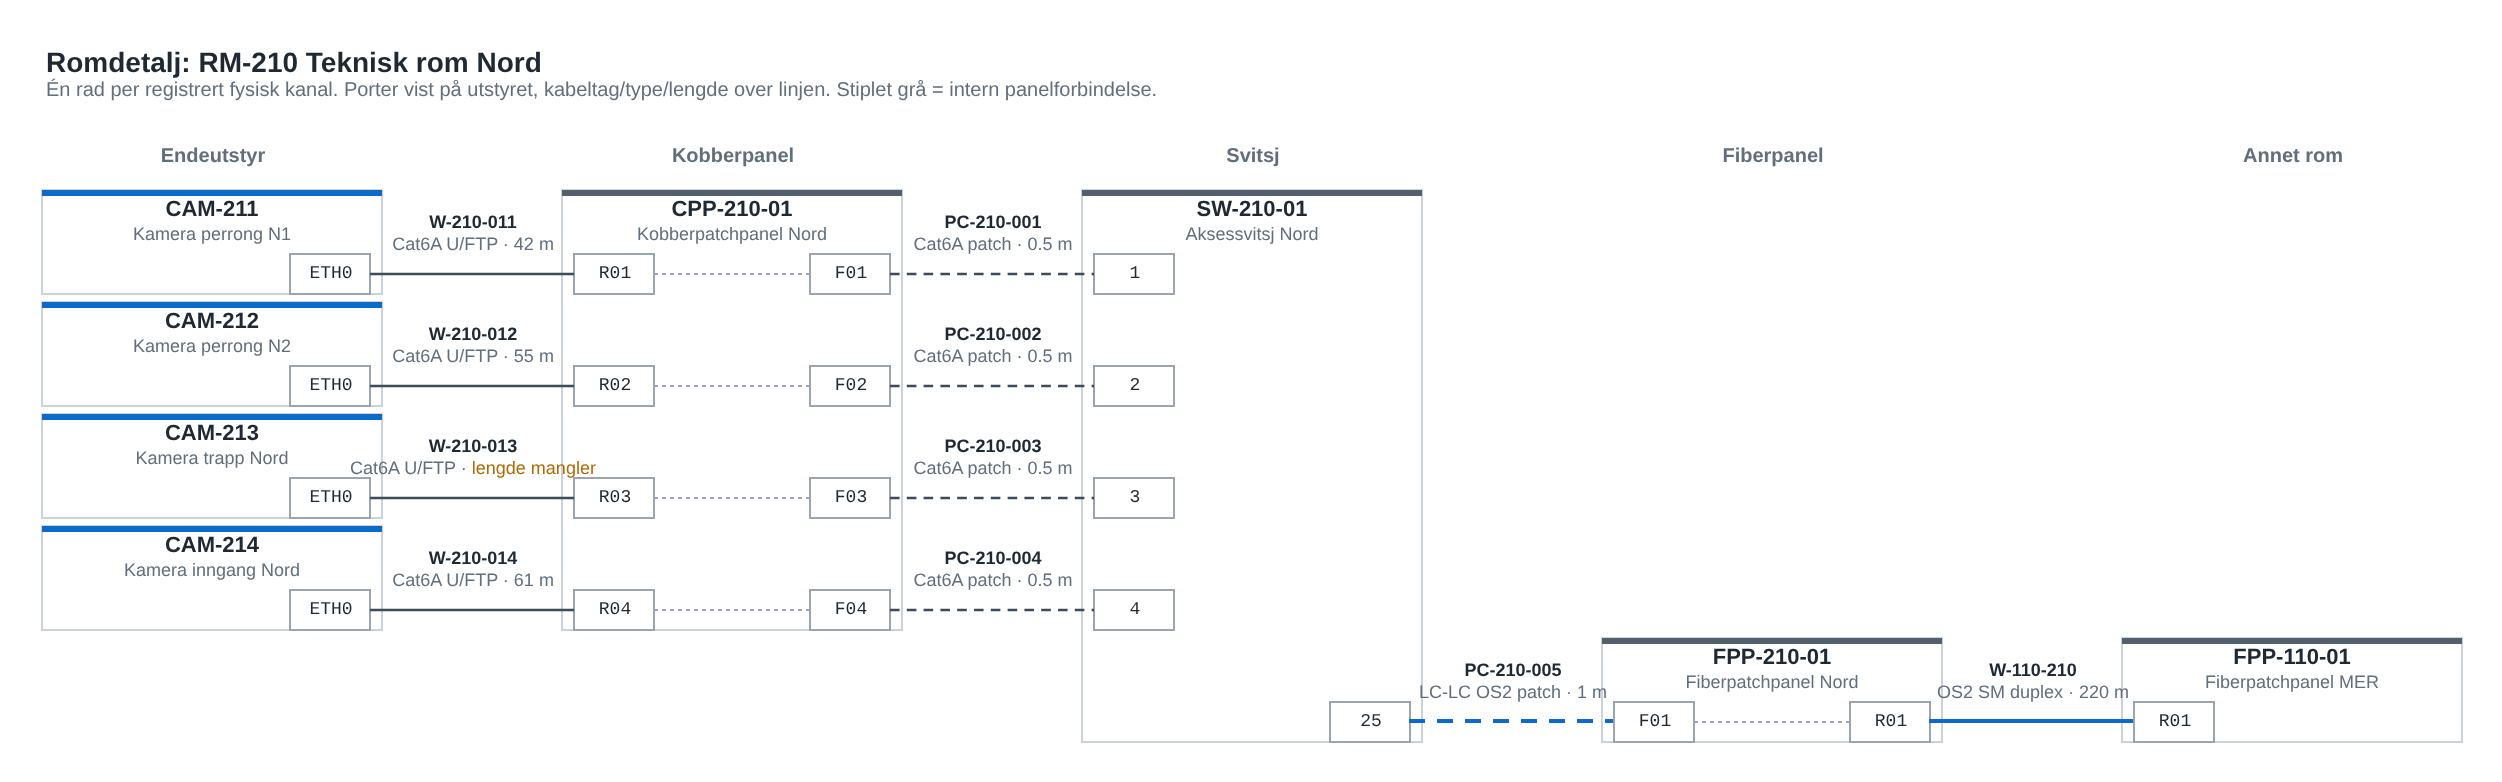 Romdetalj: RM-210 Teknisk rom Nord
Én rad per registrert fysisk kanal. Porter vist på utstyret, kabeltag/type/lengde over linjen. Stiplet grå = intern panelforbindelse.
Endeutstyr
Kobberpanel
Svitsj
Fiberpanel
Annet rom
CAM-211
Kamera perrong N1
ETH0
W-210-011
Cat6A U/FTP · 42 m
CPP-210-01
Kobberpatchpanel Nord
R01
F01
PC-210-001
Cat6A patch · 0.5 m
SW-210-01
Aksessvitsj Nord
1
CAM-212
Kamera perrong N2
ETH0
W-210-012
Cat6A U/FTP · 55 m
R02
F02
PC-210-002
Cat6A patch · 0.5 m
2
CAM-213
Kamera trapp Nord
ETH0
W-210-013
Cat6A U/FTP · lengde mangler
R03
F03
PC-210-003
Cat6A patch · 0.5 m
3
CAM-214
Kamera inngang Nord
ETH0
W-210-014
Cat6A U/FTP · 61 m
R04
F04
PC-210-004
Cat6A patch · 0.5 m
4
25
PC-210-005
LC-LC OS2 patch · 1 m
FPP-210-01
Fiberpatchpanel Nord
F01
R01
W-110-210
OS2 SM duplex · 220 m
FPP-110-01
Fiberpatchpanel MER
R01